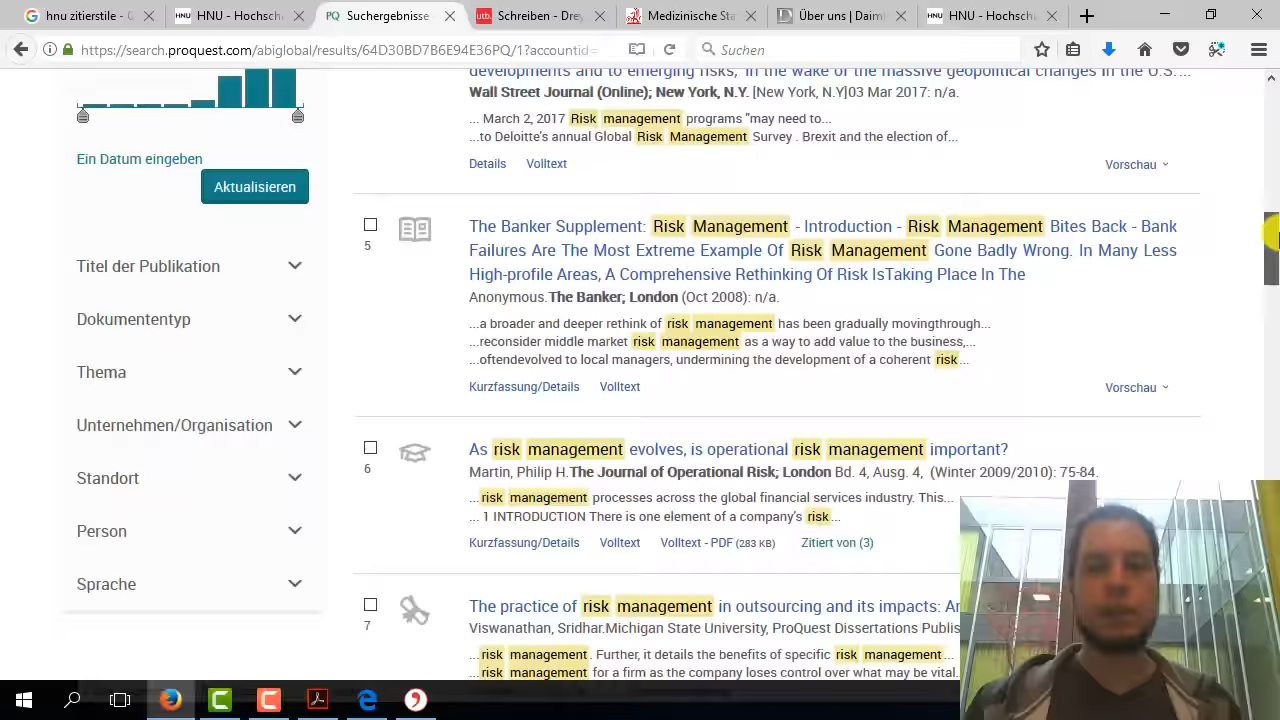 hnu zitierstile - G
HNU – Hochschu
PQ Suchergebnisse
utb. Schreiben - Drey
Medizinische Stat
Über uns | Daiml
HNU – Hochschu
https://search.proquest.com/abiglobal/results/64D30BD7B6E94E36PQ/1?accountid=
Suchen
developments and to emerging risks," in the wake of the massive geopolitical changes in the U.S....
Wall Street Journal (Online); New York, N.Y. [New York, N.Y]03 Mar 2017: n/a.
... March 2, 2017 Risk management programs "may need to...
...to Deloitte's annual Global Risk Management Survey . Brexit and the election of...
Details Volltext Vorschau
Ein Datum eingeben
Aktualisieren
Titel der Publikation
Dokumententyp
Thema
Unternehmen/Organisation
Standort
Person
Sprache
5
The Banker Supplement: Risk Management - Introduction - Risk Management Bites Back - Bank
Failures Are The Most Extreme Example Of Risk Management Gone Badly Wrong. In Many Less
High-profile Areas, A Comprehensive Rethinking Of Risk IsTaking Place In The
Anonymous.The Banker; London (Oct 2008): n/a.
...a broader and deeper rethink of risk management has been gradually movingthrough...
...reconsider middle market risk management as a way to add value to the business,...
...oftendevolved to local managers, undermining the development of a coherent risk...
Kurzfassung/Details Volltext Vorschau
6
As risk management evolves, is operational risk management important?
Martin, Philip H.The Journal of Operational Risk; London Bd. 4, Ausg. 4, (Winter 2009/2010): 75-84.
...risk management processes across the global financial services industry. This...
... 1 INTRODUCTION There is one element of a company's risk...
Kurzfassung/Details Volltext Volltext - PDF (283 KB) Zitiert von (3)
7
The practice of risk management in outsourcing and its impacts: An
Viswanathan, Sridhar.Michigan State University, ProQuest Dissertations Publis
...risk management . Further, it details the benefits of specific risk management...
...risk management for a firm as the company loses control over what may be vital...